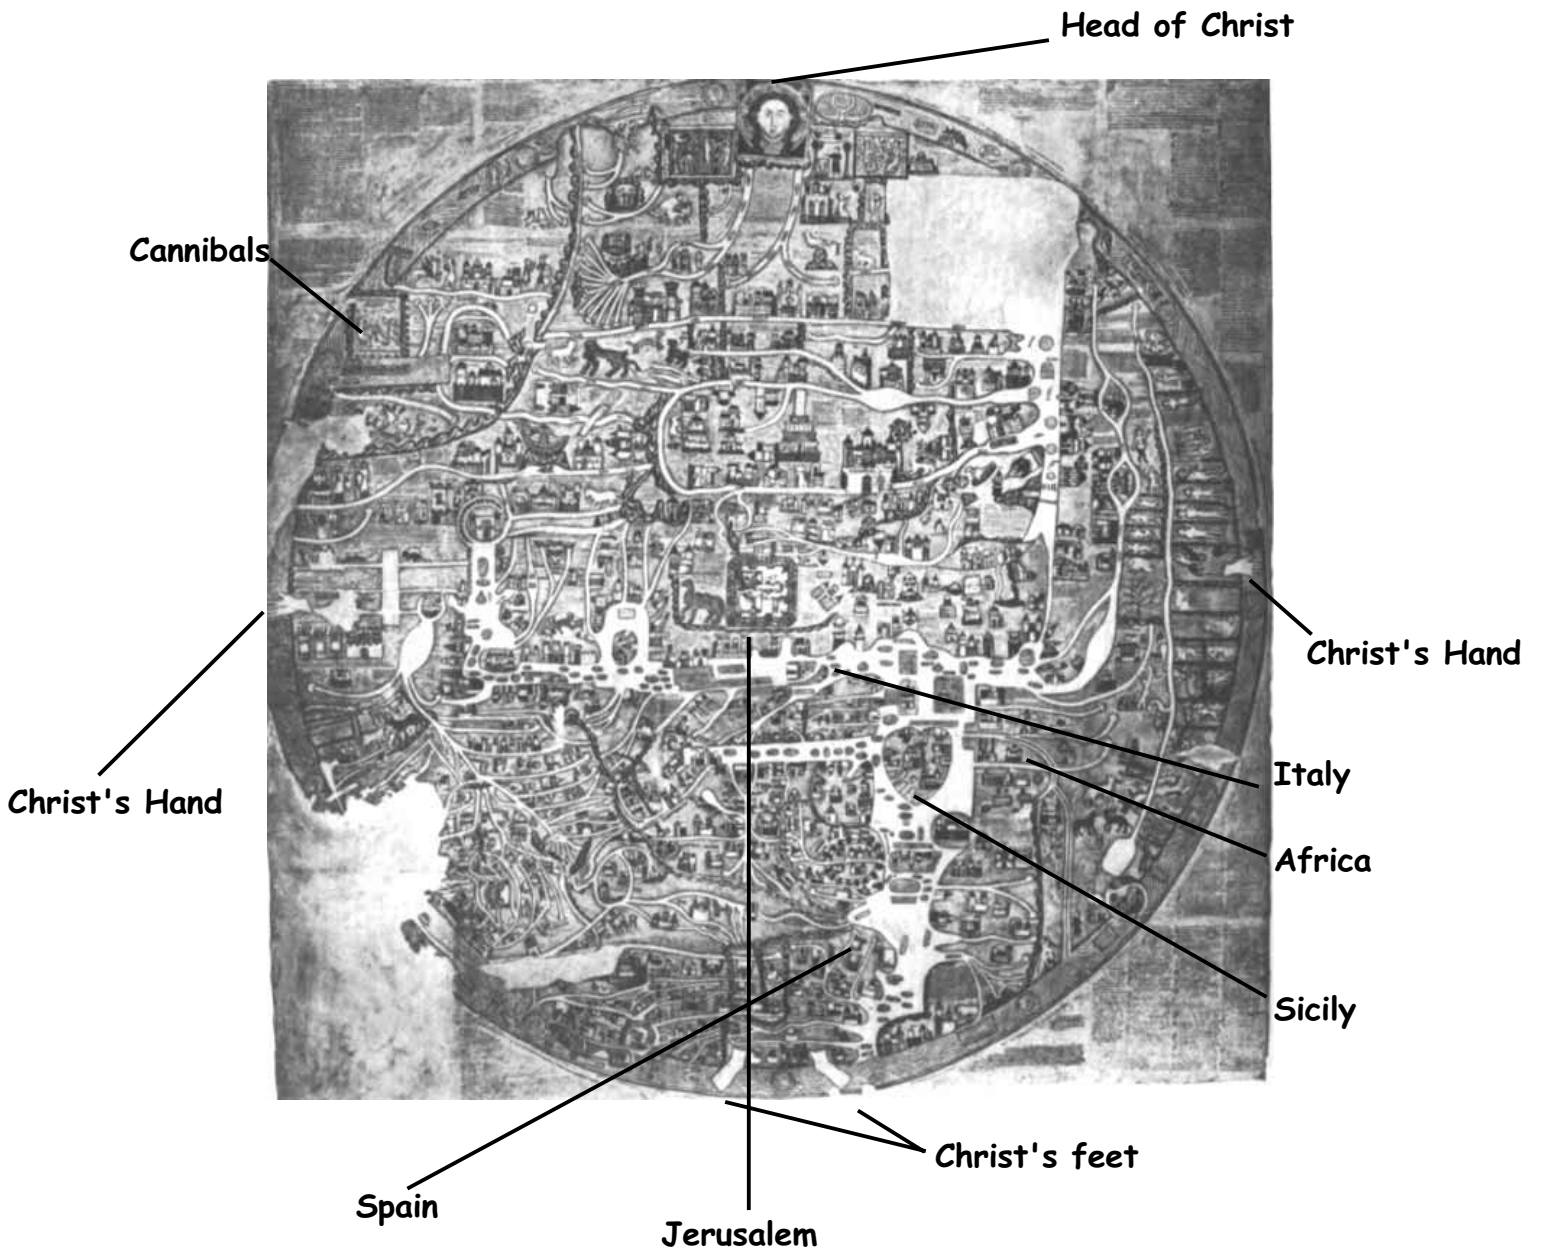 Head of Christ
Cannibals
Christ's Hand
Christ's Hand
Italy
Africa
Sicily
Christ's feet
Spain
Jerusalem